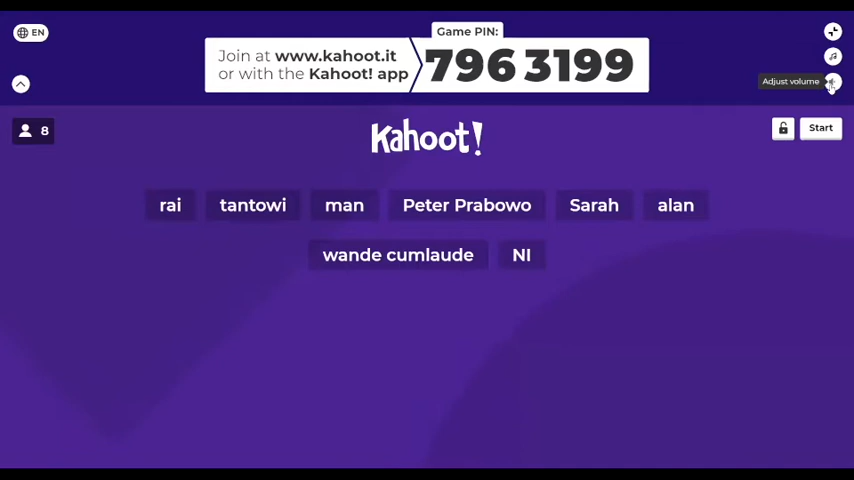 EN
Join at www.kahoot.it
or with the Kahoot! app
Game PIN:
796 3199
Adjust volume
8
Kahoot!
Start
rai tantowi man Peter Prabowo Sarah alan
wande cumlaude NI